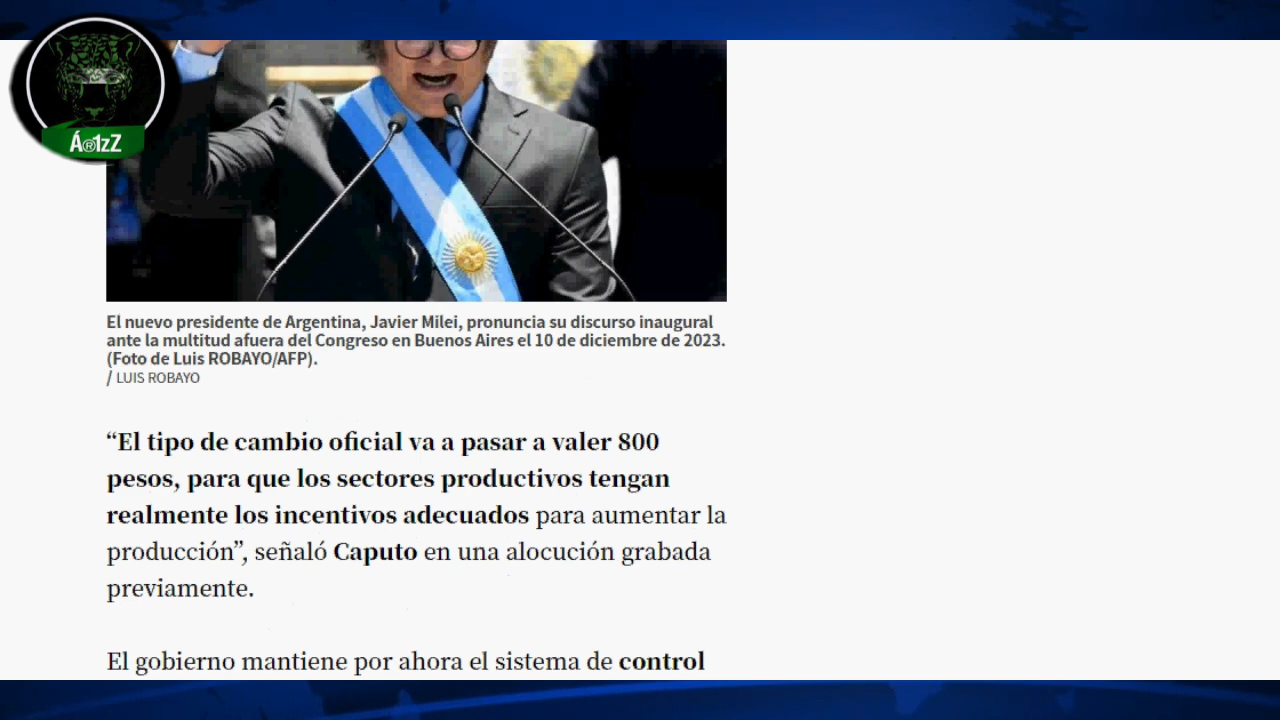 Á®1zZ
El nuevo presidente de Argentina, Javier Milei, pronuncia su discurso inaugural
ante la multitud afuera del Congreso en Buenos Aires el 10 de diciembre de 2023.
(Foto de Luis ROBAYO/AFP).
/ LUIS ROBAYO
“El tipo de cambio oficial va a pasar a valer 800
pesos, para que los sectores productivos tengan
realmente los incentivos adecuados para aumentar la
producción”, señaló Caputo en una alocución grabada
previamente.
El gobierno mantiene por ahora el sistema de control